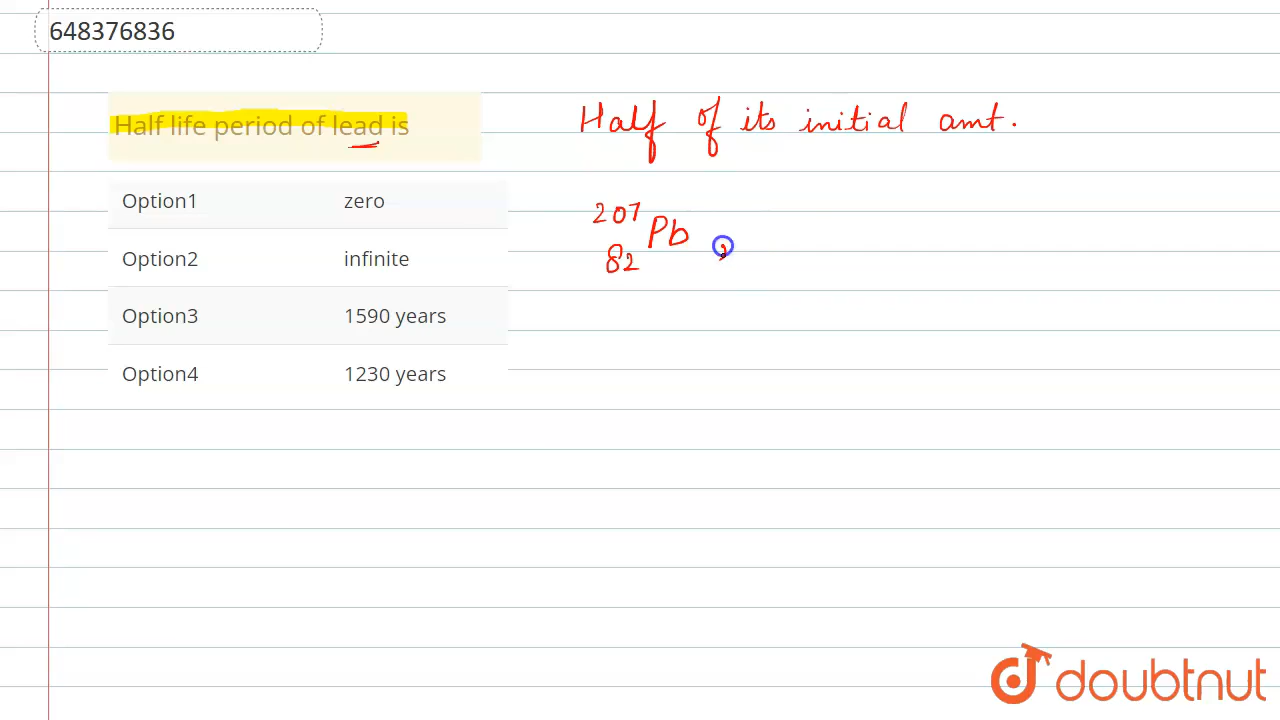 648376836
Half life period of lead is
Half of its initial amt.
Option1 zero
Option2 infinite
Option3 1590 years
Option4 1230 years
207
82 Pb ,
doubtnut